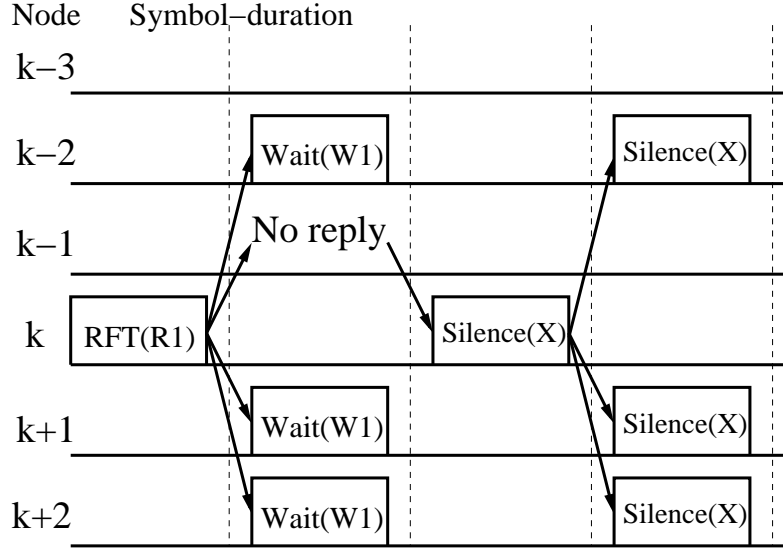 Node Symbol−duration
k−3
k−2 Wait(W1) Silence(X)
k−1 No reply
k RFT(R1) Silence(X)
k+1 Wait(W1) Silence(X)
k+2 Wait(W1) Silence(X)